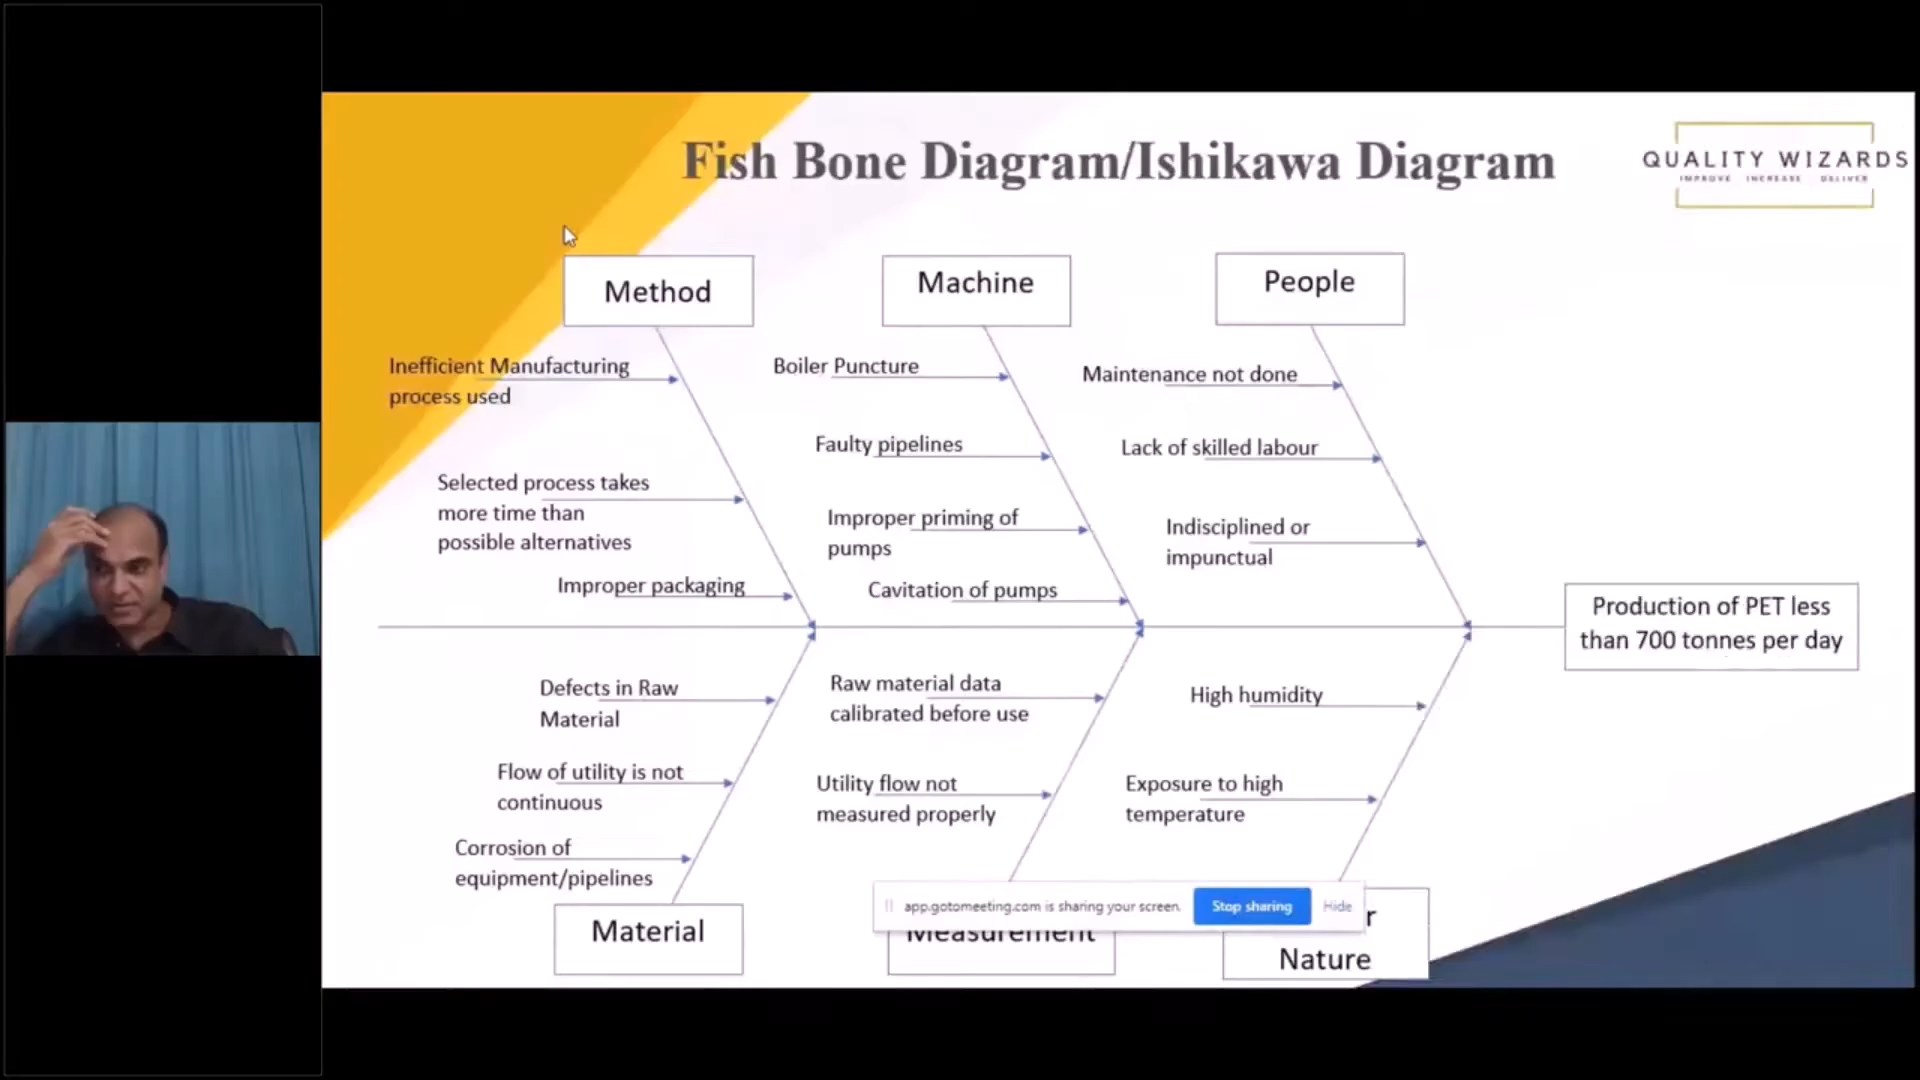 Fish Bone Diagram/Ishikawa Diagram
QUALITY WIZARDS
IMPROVE INCREASE DELIVER
Method
Machine
People
Inefficient Manufacturing
process used
Selected process takes
more time than
possible alternatives
Improper packaging
Boiler Puncture
Faulty pipelines
Improper priming of
pumps
Cavitation of pumps
Maintenance not done
Lack of skilled labour
Indisciplined or
impunctual
Production of PET less
than 700 tonnes per day
Defects in Raw
Material
Flow of utility is not
continuous
Corrosion of
equipment/pipelines
Raw material data
calibrated before use
Utility flow not
measured properly
High humidity
Exposure to high
temperature
app.gotomeeting.com is sharing your screen.
Stop sharing
Hide
Material
Measurement
r
Nature